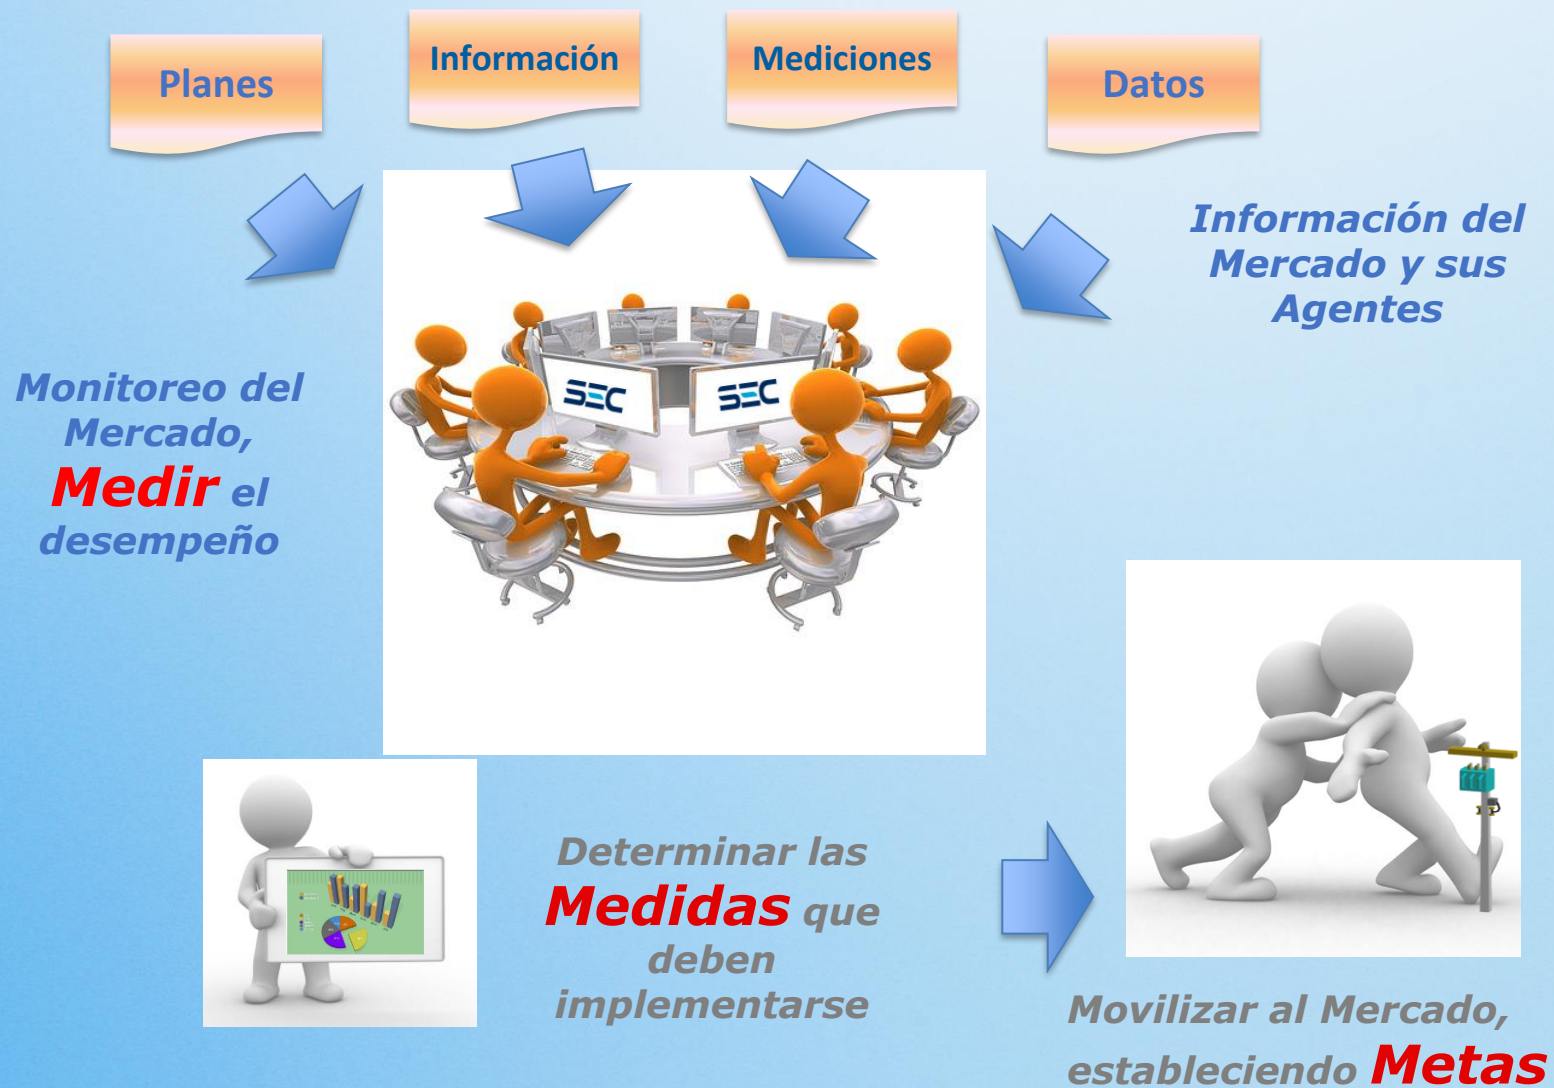 Planes
Información
Mediciones
Datos
Información del
Mercado y sus
Agentes
Monitoreo del
Mercado,
Medir el
desempeño
SEC
SEC
Determinar las
Medidas que
deben
implementarse
Movilizar al Mercado,
estableciendo Metas